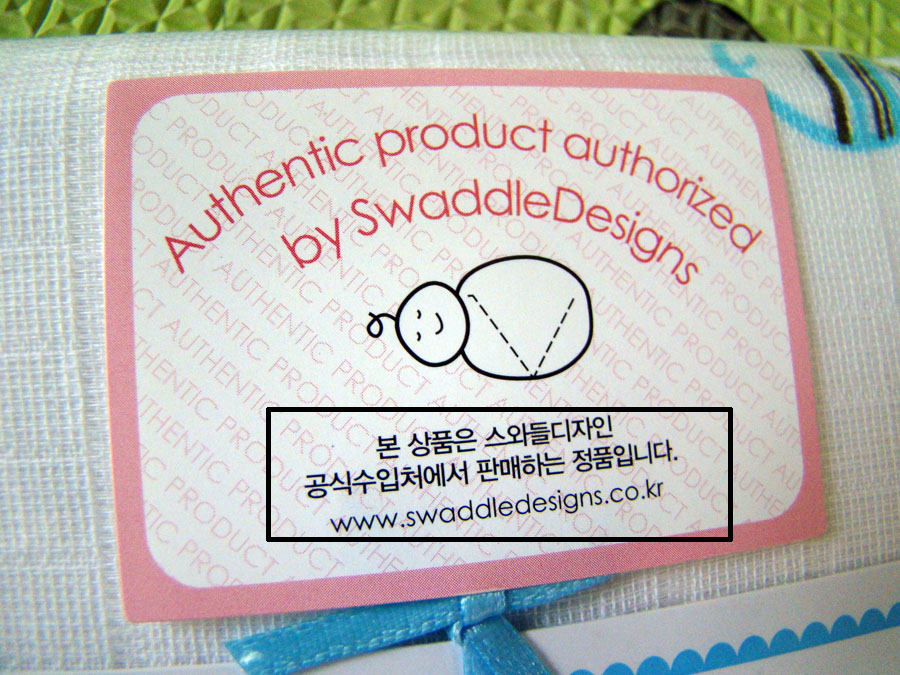 Authentic product authorized
by SwaddleDesigns
본 상품은 스와들디자인
공식수입처에서 판매하는 정품입니다.
www.swaddledesigns.co.kr